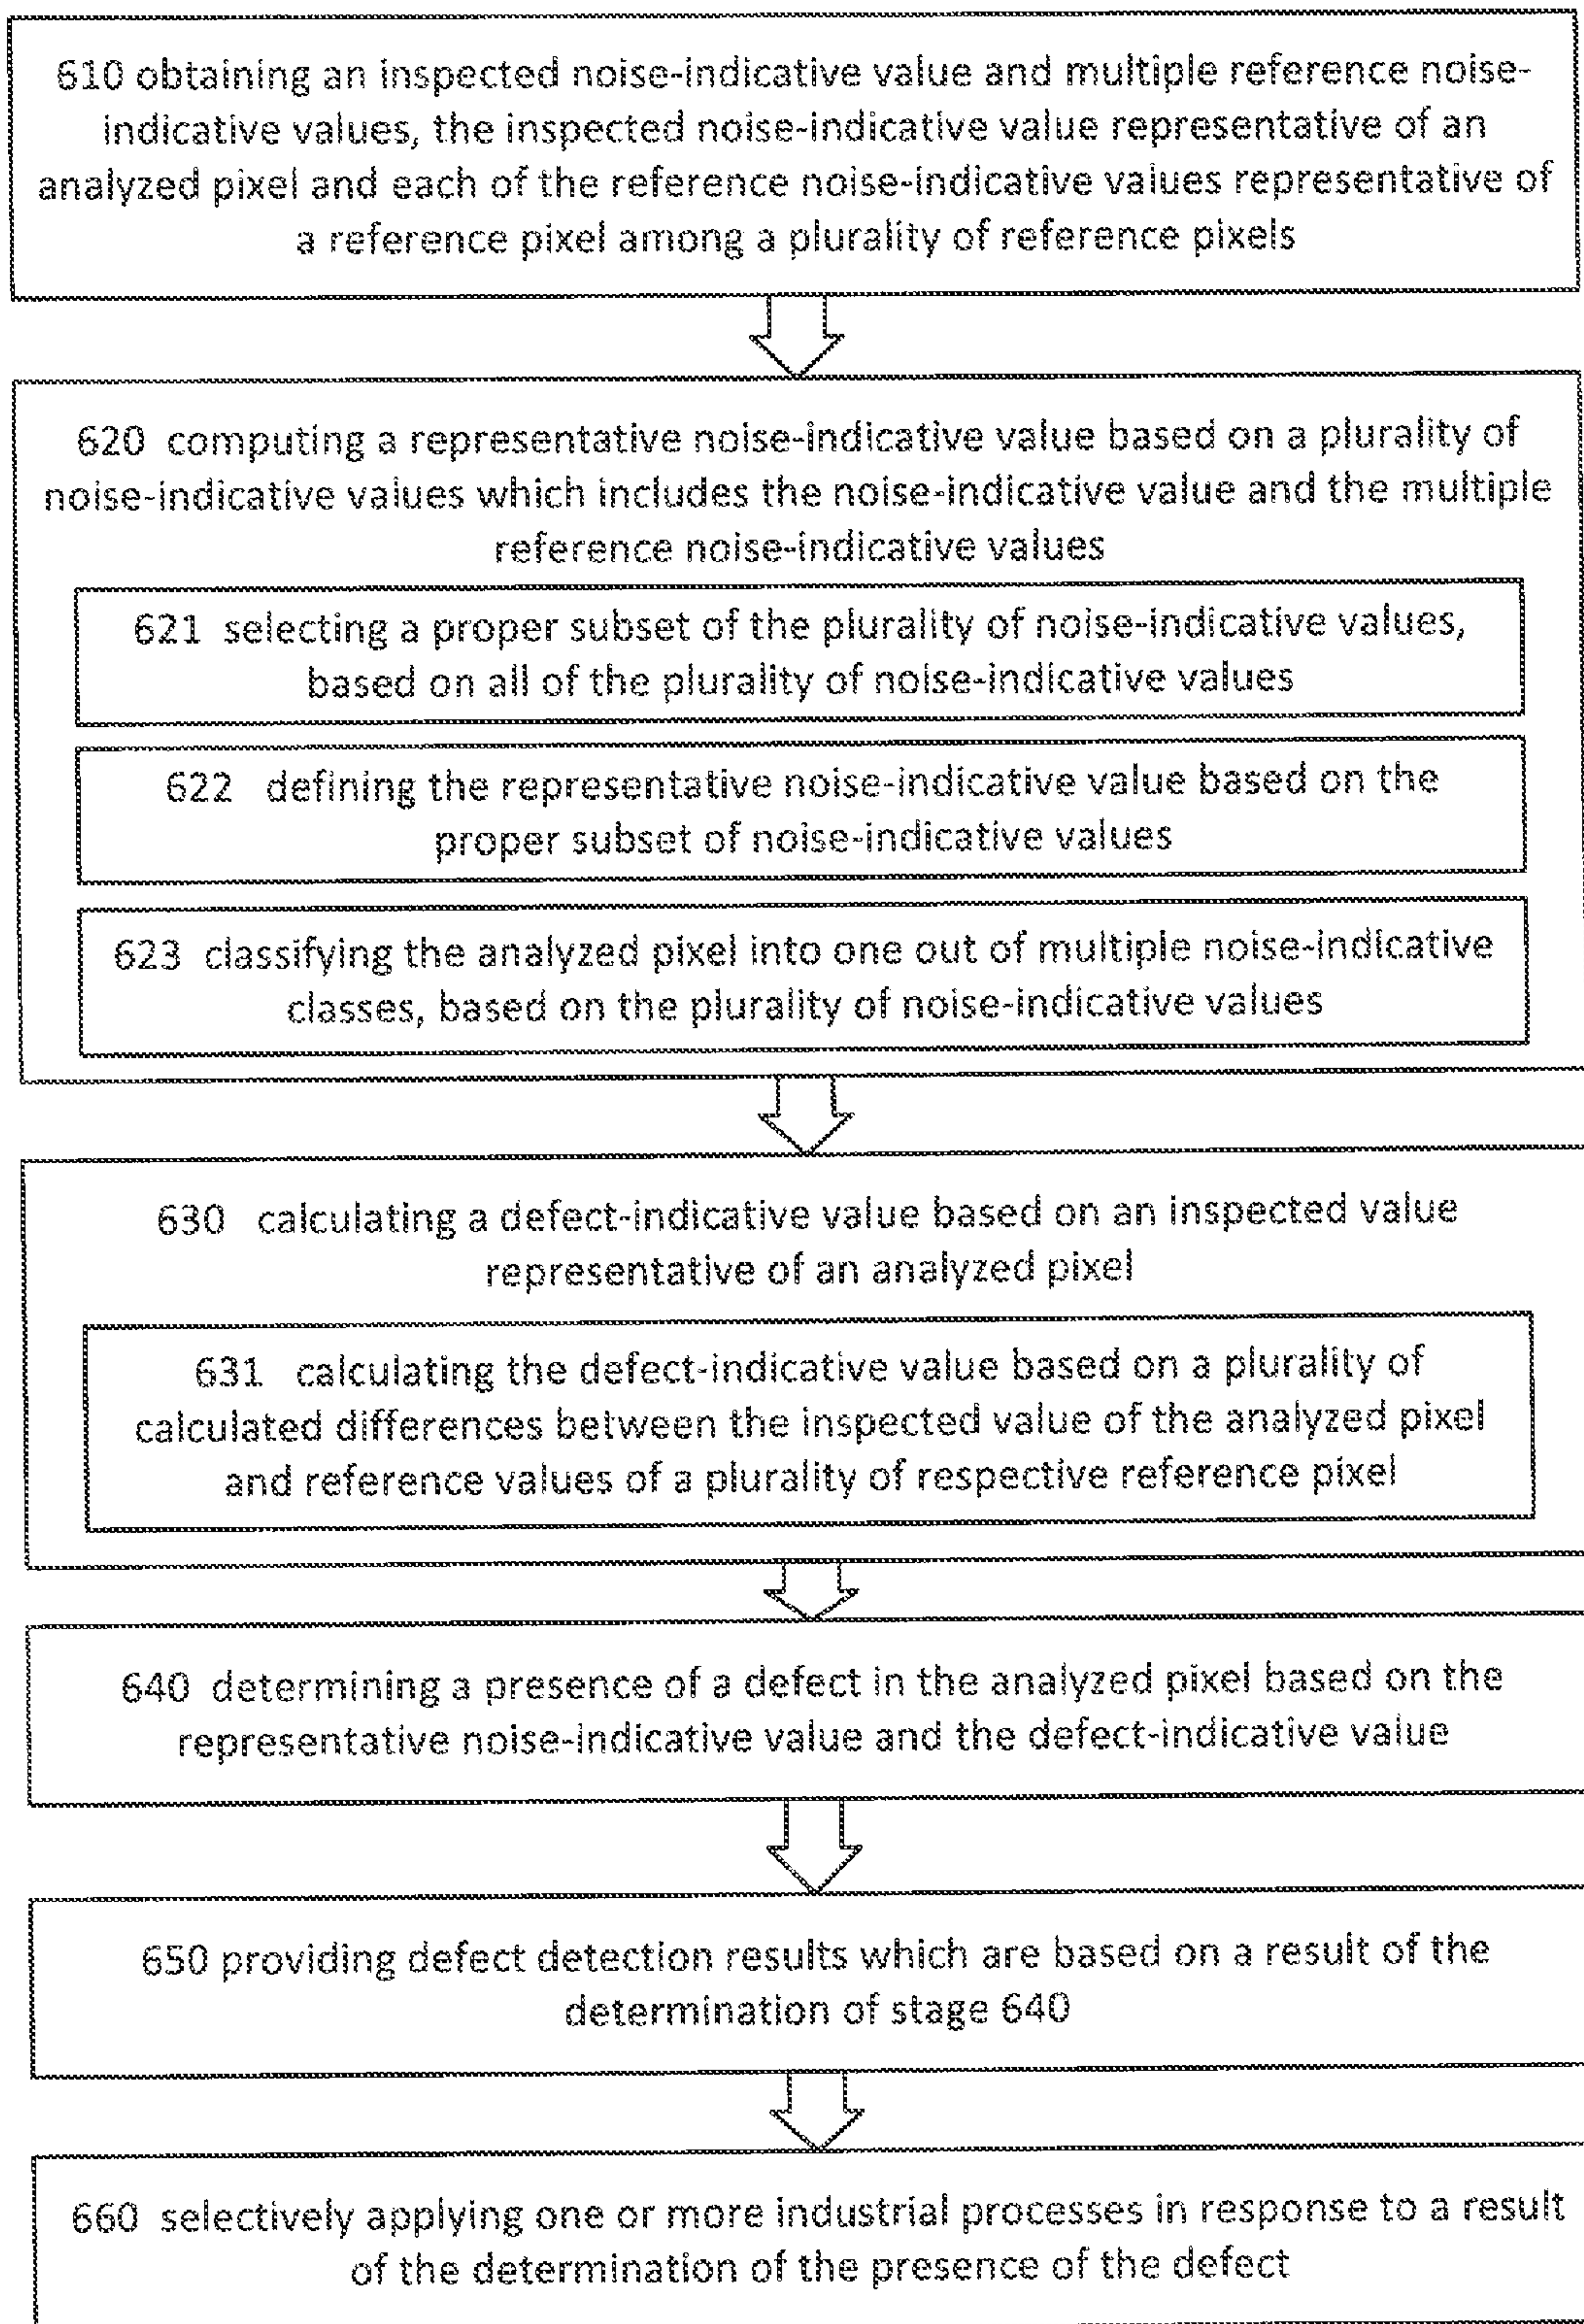 610 obtaining an inspected noise-indicative value and multiple reference noise-
indicative values, the inspected noise-indicative value representative of an
analyzed pixel and each of the reference noise-indicative values representative of
a reference pixel among a plurality of reference pixels
620 computing a representative noise-indicative value based on a plurality of
noise-indicative values which includes the noise-indicative value and the multiple
reference noise-indicative values
621 selecting a proper subset of the plurality of noise-indicative values,
based on all of the plurality of noise-indicative values
622 defining the representative noise-indicative value based on the
proper subset of noise-indicative values
623 classifying the analyzed pixel into one out of multiple noise-indicative
classes, based on the plurality of noise-indicative values
630 calculating a defect-indicative value based on an inspected value
representative of an analyzed pixel
631 calculating the defect-indicative value based on a plurality of
calculated differences between the inspected value of the analyzed pixel
and reference values of a plurality of respective reference pixel
640 determining a presence of a defect in the analyzed pixel based on the
representative noise-indicative value and the defect-indicative value
650 providing defect detection results which are based on a result of the
determination of stage 640
660 selectively applying one or more industrial processes in response to a result
of the determination of the presence of the defect